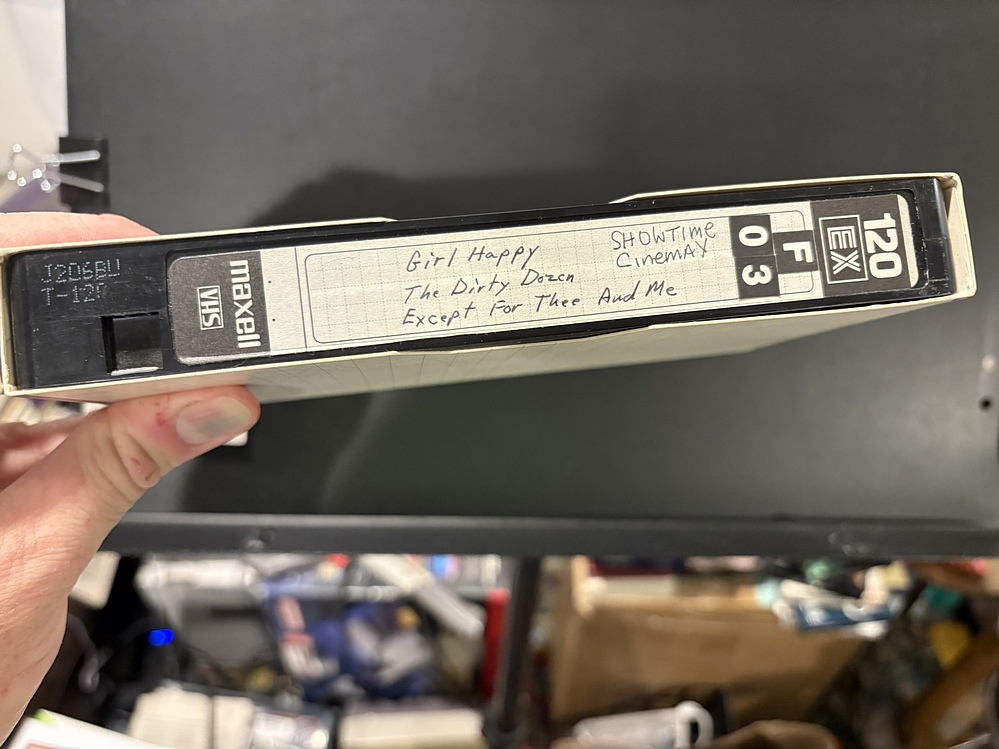 J206BU
T-120
maxell
VHS
Girl Happy
The Dirty Dozen
Except For Thee And Me
SHOWTIME
CinemAX
0 3
F
EX
120